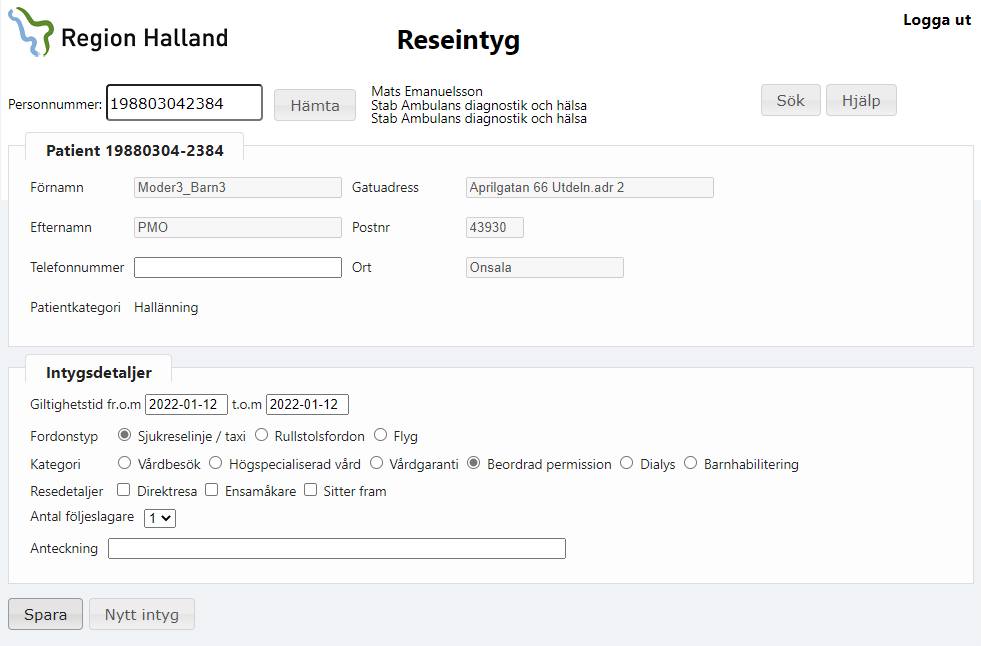 Region Halland
Reseintyg
Logga ut
Personnummer: 198803042384 Hämta
Mats Emanuelsson
Stab Ambulans diagnostik och hälsa
Stab Ambulans diagnostik och hälsa
Sök Hjälp
Patient 19880304-2384
Förnamn Moder3_Barn3 Gatuadress Aprilgatan 66 Utdeln.adr 2
Efternamn PMO Postnr 43930
Telefonnummer Ort Onsala
Patientkategori Hallänning
Intygsdetaljer
Giltighetstid fr.o.m 2022-01-12 t.o.m 2022-01-12
Fordonstyp Sjukreselinje / taxi Rullstolsfordon Flyg
Kategori Vårdbesök Högspecialiserad vård Vårdgaranti Beordrad permission Dialys Barnhabilitering
Resedetaljer Direktresa Ensamåkare Sitter fram
Antal följeslagare 1
Anteckning
Spara Nytt intyg